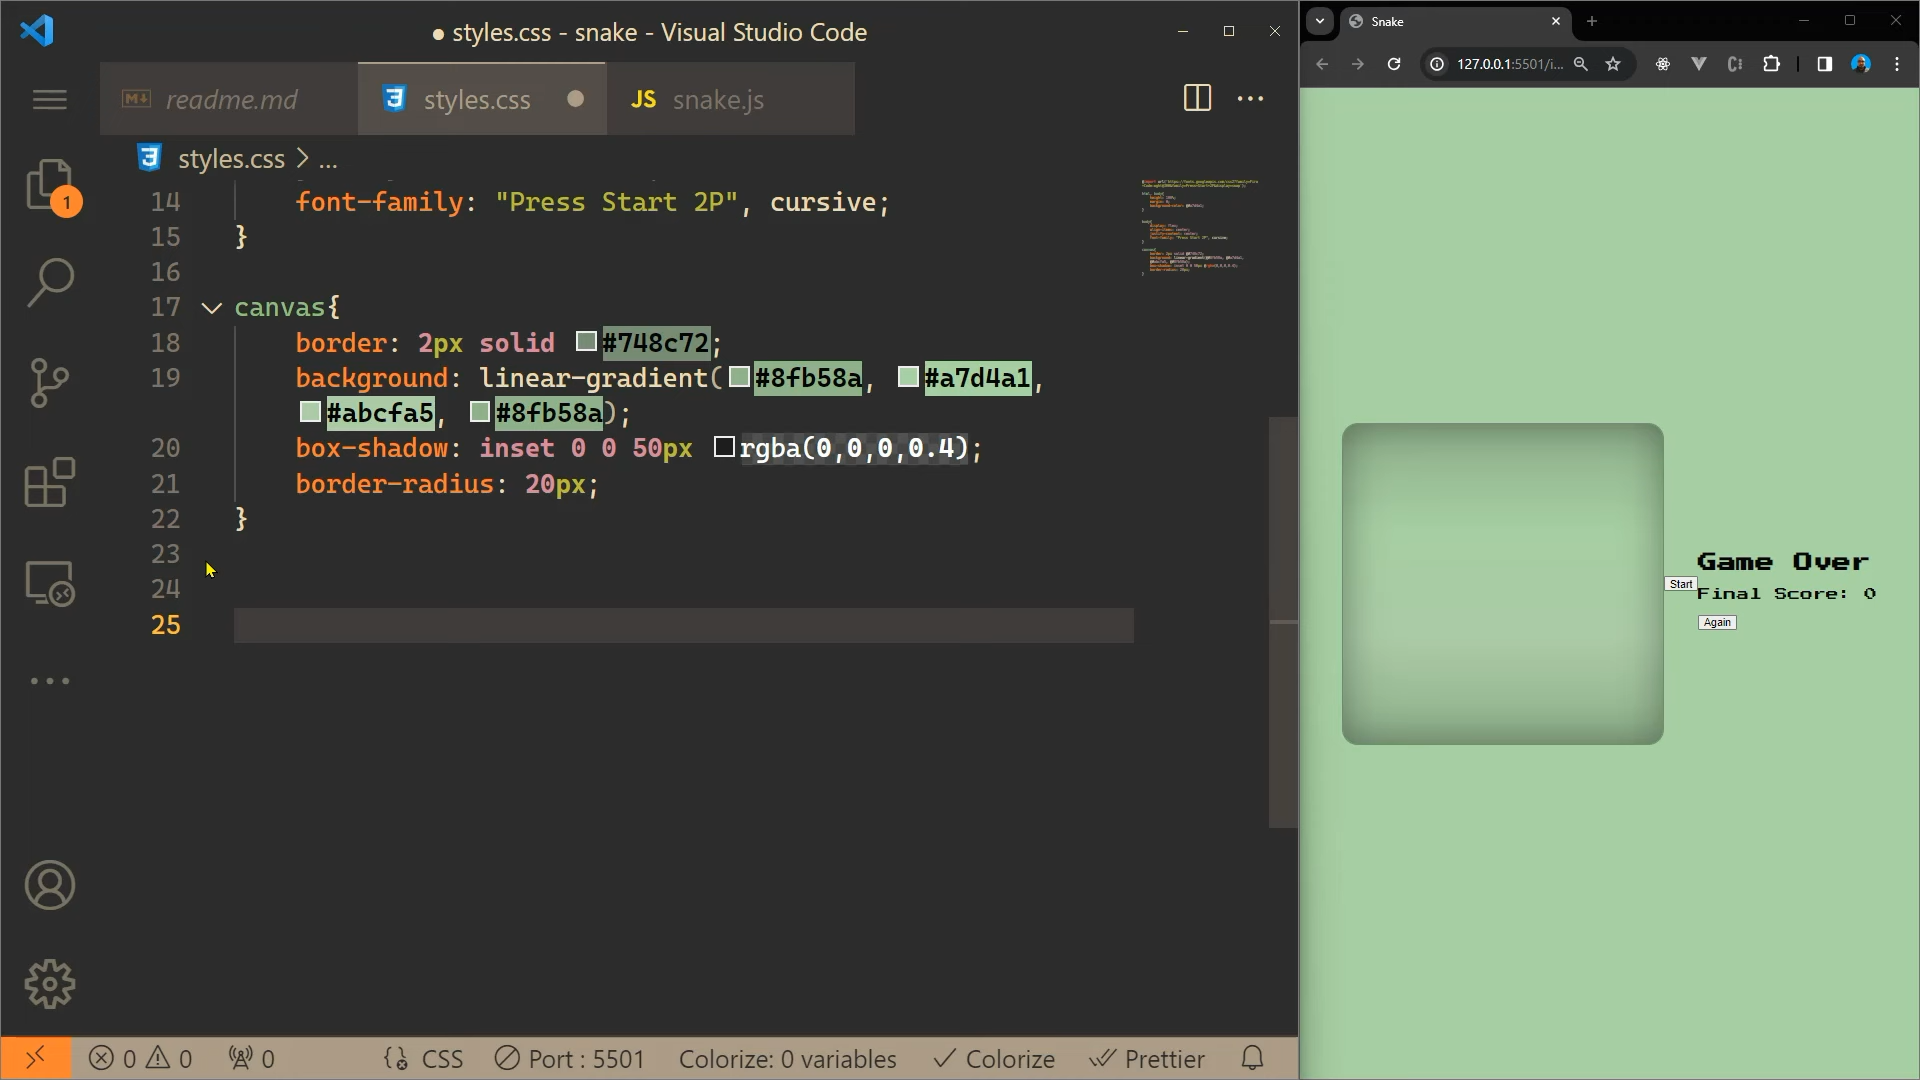 styles.css - snake - Visual Studio Code
readme.md
styles.css
JS snake.js
styles.css > ...
14 font-family: "Press Start 2P", cursive;
15 }
16
17 canvas{
18 border: 2px solid #748c72;
19 background: linear-gradient(#8fb58a, #a7d4a1,
#abcfa5, #8fb58a);
20 box-shadow: inset 0 0 50px rgba(0,0,0,0.4);
21 border-radius: 20px;
22 }
23
24
25
1
0 0 0 CSS Port : 5501 Colorize: 0 variables Colorize Prettier
Snake
127.0.0.1:5501/i...
Game Over
Start
Final Score: 0
Again